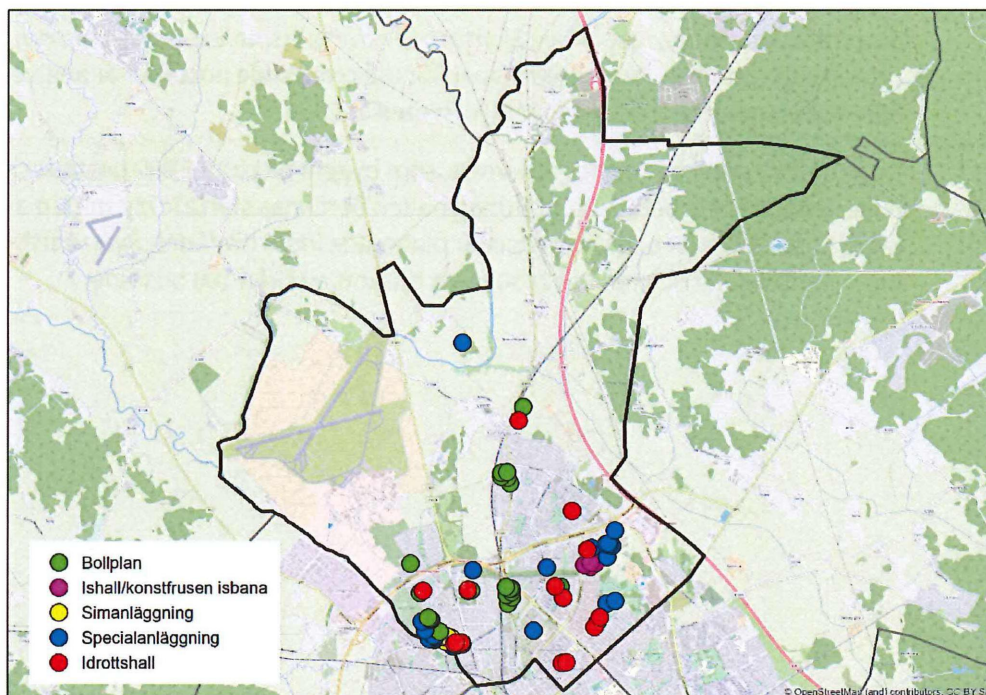 Bollplan
Ishall/konstfrusen isbana
Simanläggning
Specialanläggning
Idrottshall
© OpenStreetMap (and) contributors, CC BY S